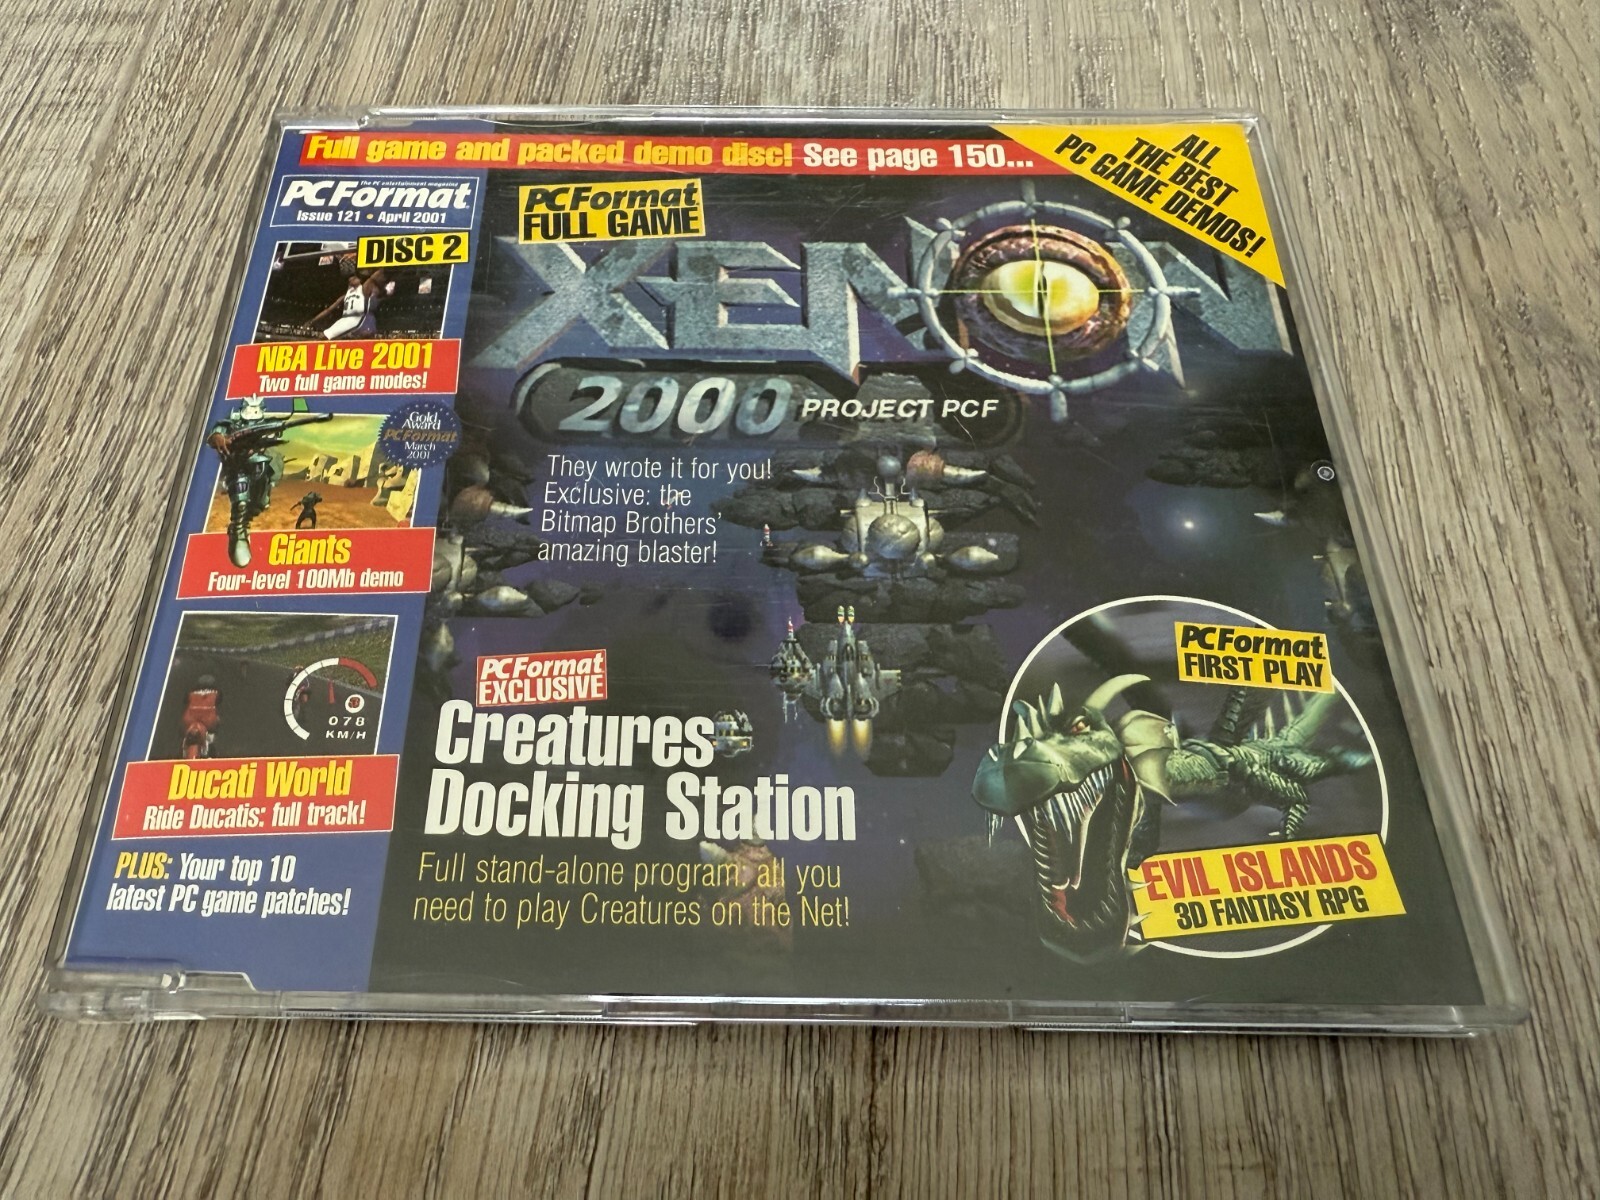 Full game and packed demo disc! See page 150...
ALL
THE BEST
PC GAME DEMOS!
The PC entertainment magazine
PCFormat
Issue 121 • April 2001
DISC 2
NBA Live 2001
Two full game modes!
Gold
Award
PCFormat
March
2001
Giants
Four-level 100Mb demo
078
KM/H
Ducati World
Ride Ducatis: full track!
PLUS: Your top 10
latest PC game patches!
PCFormat
FULL GAME
XENON
2000 PROJECT PCF
They wrote it for you!
Exclusive: the
Bitmap Brothers'
amazing blaster!
PCFormat
EXCLUSIVE
Creatures
Docking Station
Full stand-alone program: all you
need to play Creatures on the Net!
PCFormat
FIRST PLAY
EVIL ISLANDS
3D FANTASY RPG